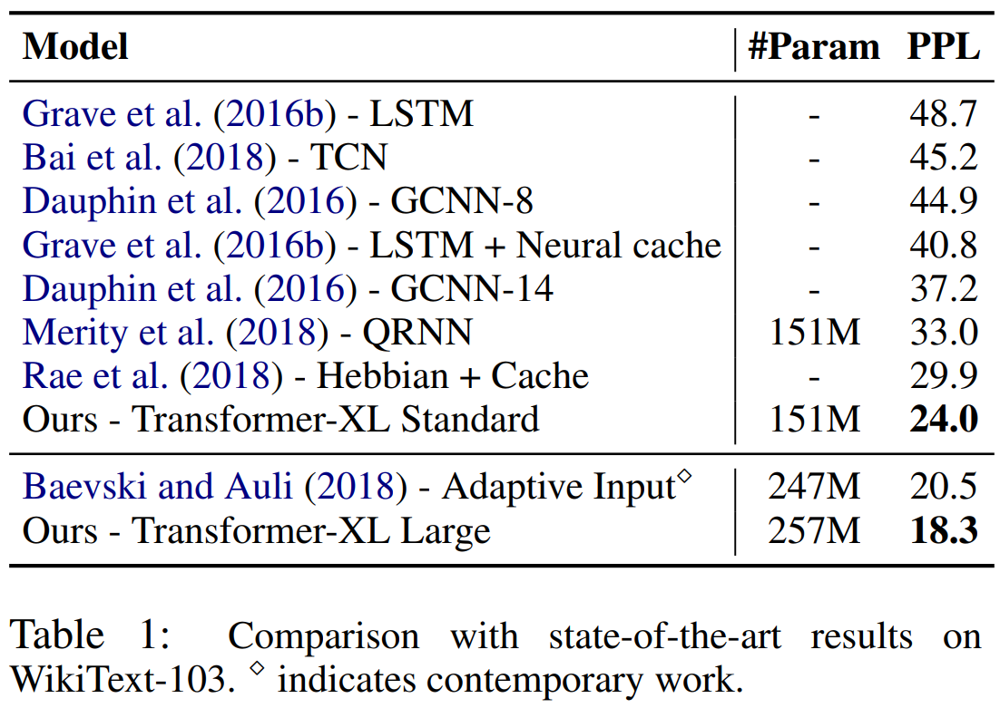 Model #Param PPL
Grave et al. (2016b) - LSTM - 48.7
Bai et al. (2018) - TCN - 45.2
Dauphin et al. (2016) - GCNN-8 - 44.9
Grave et al. (2016b) - LSTM + Neural cache - 40.8
Dauphin et al. (2016) - GCNN-14 - 37.2
Merity et al. (2018) - QRNN 151M 33.0
Rae et al. (2018) - Hebbian + Cache - 29.9
Ours - Transformer-XL Standard 151M 24.0
Baevski and Auli (2018) - Adaptive Input◇ 247M 20.5
Ours - Transformer-XL Large 257M 18.3
Table 1: Comparison with state-of-the-art results on
WikiText-103. ◇ indicates contemporary work.